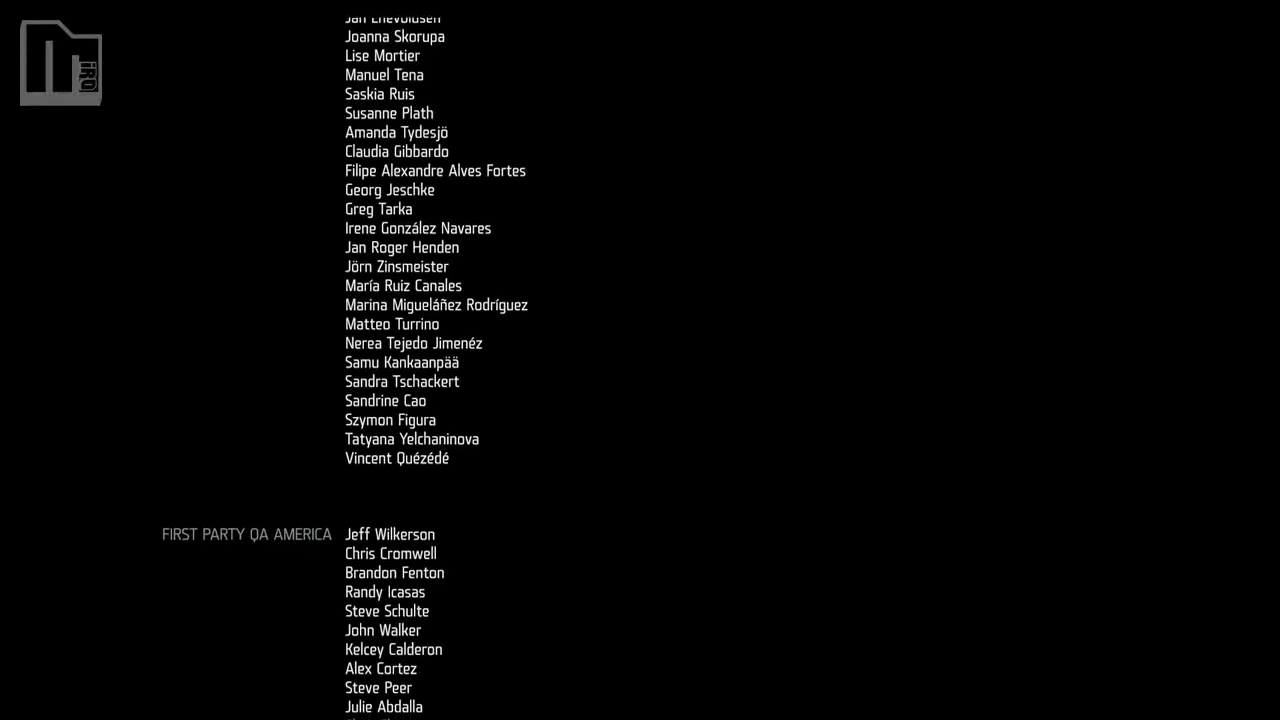 Joanna Skorupa
Lise Mortier
Manuel Tena
Saskia Ruis
Susanne Plath
Amanda Tydesjö
Claudia Gibbardo
Filipe Alexandre Alves Fortes
Georg Jeschke
Greg Tarka
Irene González Navares
Jan Roger Henden
Jörn Zinsmeister
María Ruiz Canales
Marina Migueláñez Rodríguez
Matteo Turrino
Nerea Tejedo Jimenéz
Samu Kankaanpää
Sandra Tschackert
Sandrine Cao
Szymon Figura
Tatyana Yelchaninova
Vincent Quézédé
FIRST PARTY QA AMERICA Jeff Wilkerson
Chris Cromwell
Brandon Fenton
Randy Icasas
Steve Schulte
John Walker
Kelcey Calderon
Alex Cortez
Steve Peer
Julie Abdalla